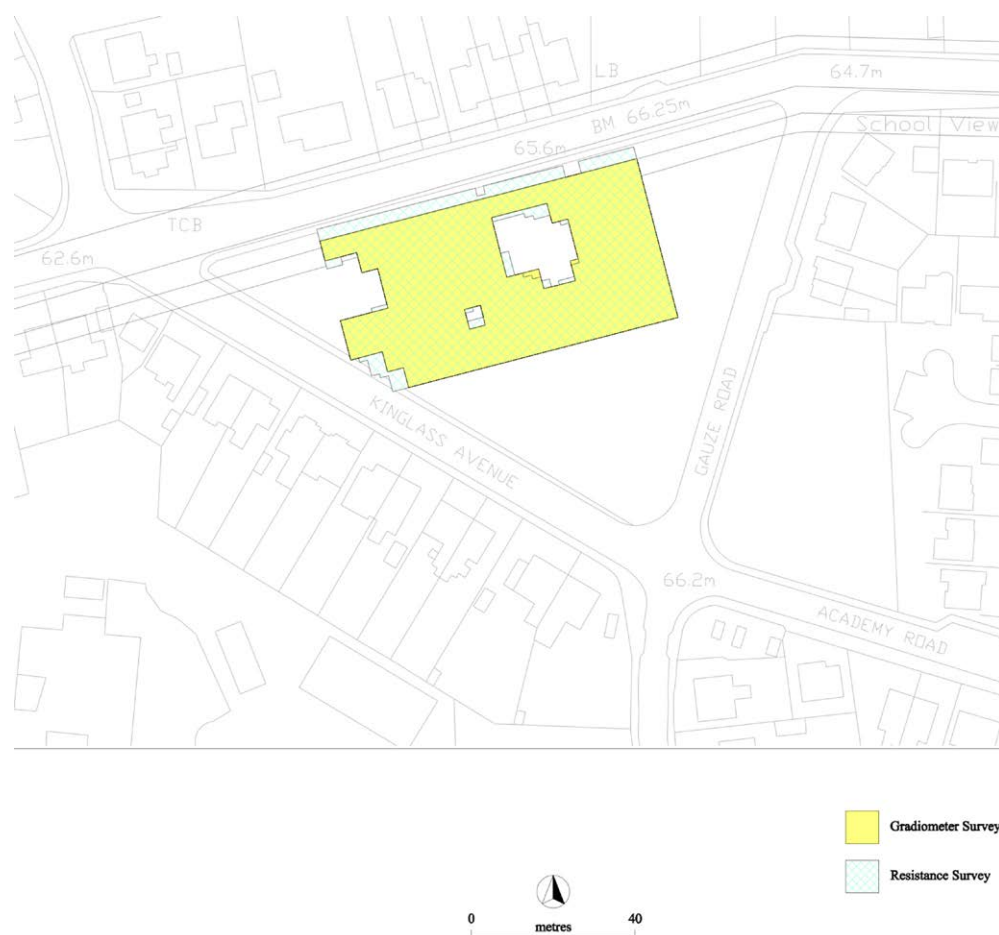 LB
64.7m
BM 66.25m
School View
65.6m
TCB
62.6m
KINGLASS AVENUE
GAUZE ROAD
66.2m
ACADEMY ROAD
Gradiometer Survey
Resistance Survey
0 metres 40